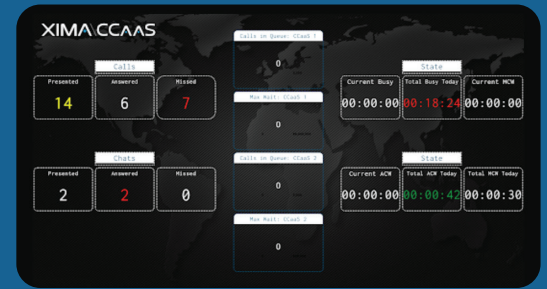 XIMA\CCAAS
Calls
Presented Answered Missed
14 6 7
Chats
Presented Answered Missed
2 2 0
Calls in Queue: CCaaS 1
0
Max Wait: CCaaS 1
0
Calls in Queue: CCaaS 2
0
Max Wait: CCaaS 2
0
State
Current Busy Total Busy Today Current MCW
00:00:00 00:18:24 00:00:00
State
Current ACW Total ACW Today Total MCW Today
00:00:00 00:00:42 00:00:30